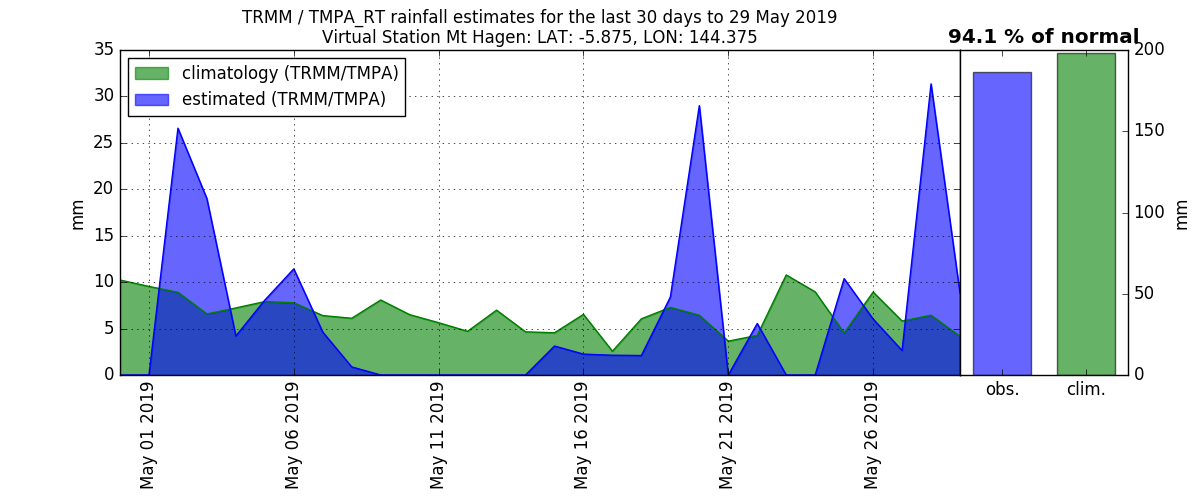 TRMM / TMPA_RT rainfall estimates for the last 30 days to 29 May 2019
Virtual Station Mt Hagen: LAT: -5.875, LON: 144.375
94.1 % of normal
climatology (TRMM/TMPA)
estimated (TRMM/TMPA)
35
30
25
20
15
10
5
0
mm
May 01 2019
May 06 2019
May 11 2019
May 16 2019
May 21 2019
May 26 2019
obs.
clim.
200
150
100
50
0
mm